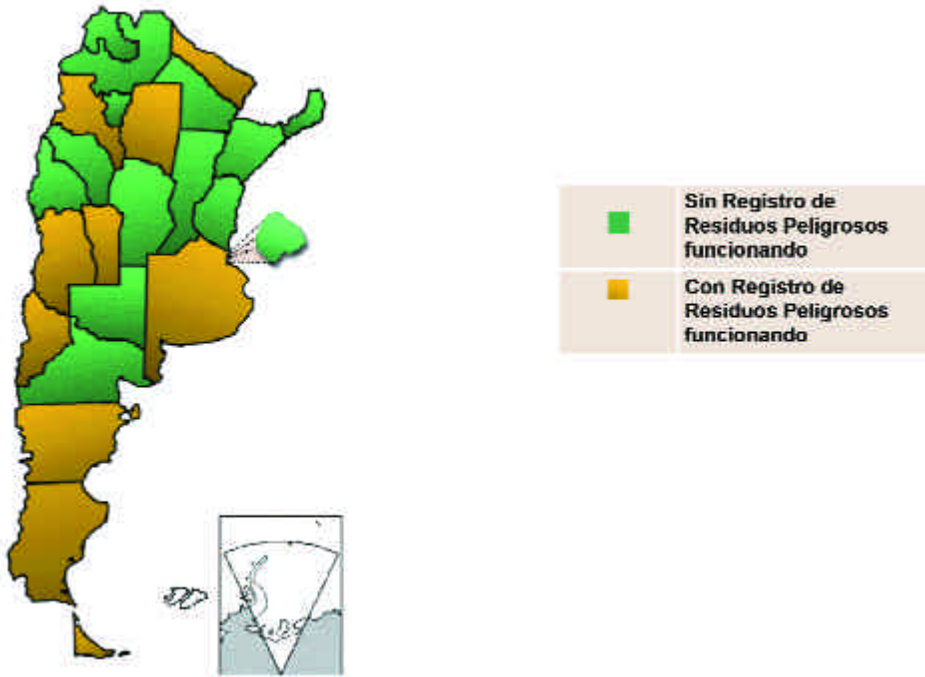 Sin Registro de
Residuos Peligrosos
funcionando
Con Registro de
Residuos Peligrosos
funcionando